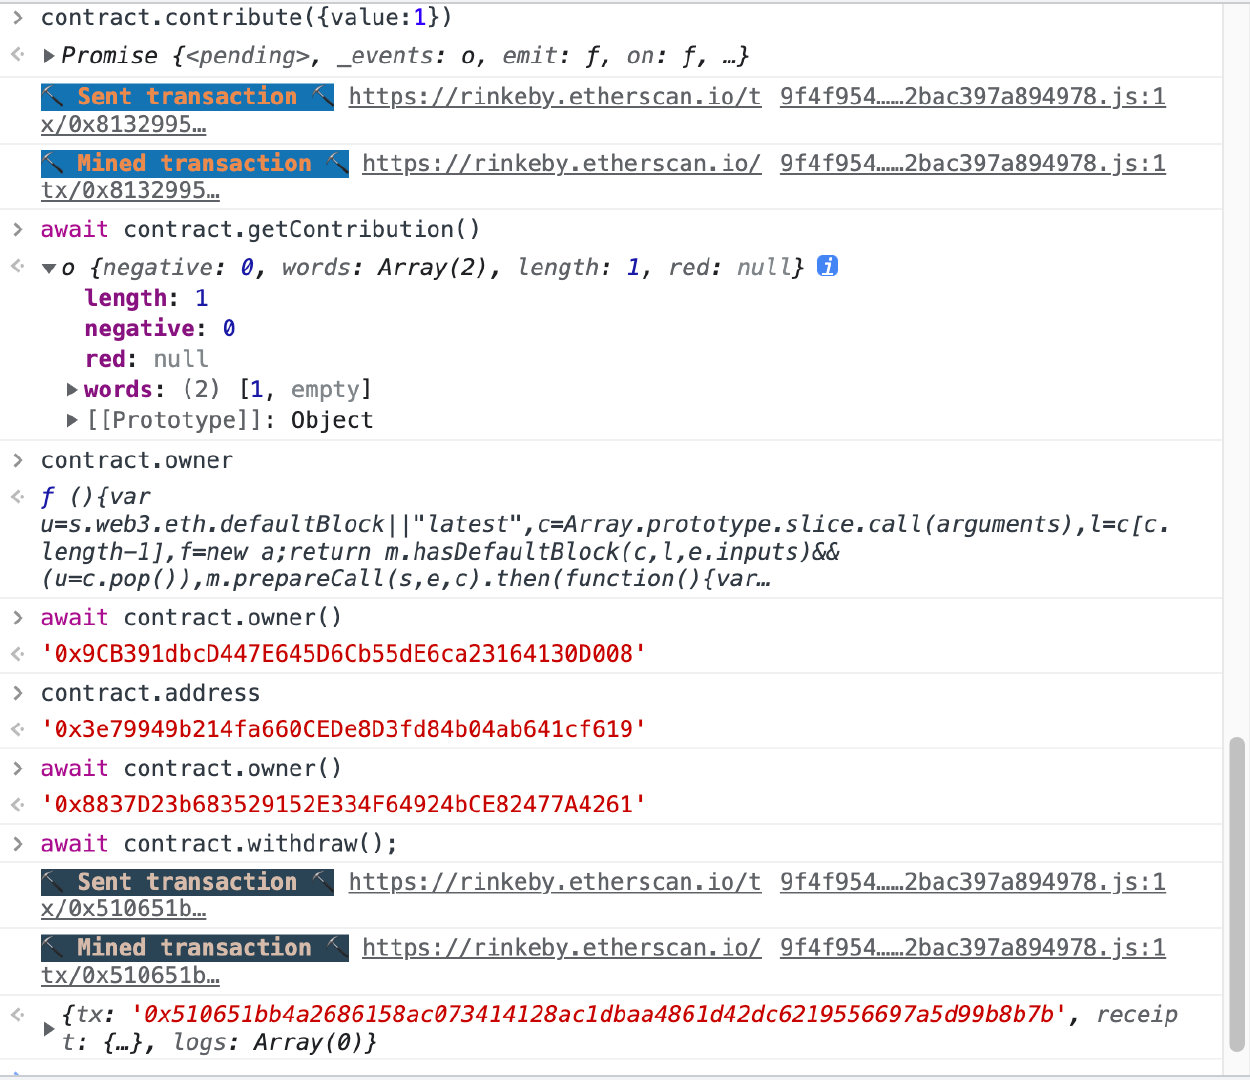 > contract.contribute({value:1})
<· ▶Promise {<pending>, _events: o, emit: ƒ, on: ƒ, …}
⛏ Sent transaction ⛏ https://rinkeby.etherscan.io/t 9f4f954……2bac397a894978.js:1
x/0x8132995…
⛏ Mined transaction ⛏ https://rinkeby.etherscan.io/ 9f4f954……2bac397a894978.js:1
tx/0x8132995…
> await contract.getContribution()
<· ▼o {negative: 0, words: Array(2), length: 1, red: null} i
length: 1
negative: 0
red: null
▶words: (2) [1, empty]
▶[[Prototype]]: Object
> contract.owner
<· ƒ (){var
u=s.web3.eth.defaultBlock||"latest",c=Array.prototype.slice.call(arguments),l=c[c.
length-1],f=new a;return m.hasDefaultBlock(c,l,e.inputs)&&
(u=c.pop()),m.prepareCall(s,e,c).then(function(){var…
> await contract.owner()
<· '0x9CB391dbcD447E645D6Cb55dE6ca23164130D008'
> contract.address
<· '0x3e79949b214fa660CEDe8D3fd84b04ab641cf619'
> await contract.owner()
<· '0x8837D23b683529152E334F64924bCE82477A4261'
> await contract.withdraw();
⛏ Sent transaction ⛏ https://rinkeby.etherscan.io/t 9f4f954……2bac397a894978.js:1
x/0x510651b…
⛏ Mined transaction ⛏ https://rinkeby.etherscan.io/ 9f4f954……2bac397a894978.js:1
tx/0x510651b…
<· ▶{tx: '0x510651bb4a2686158ac073414128ac1dbaa4861d42dc6219556697a5d99b8b7b', receip
t: {…}, logs: Array(0)}